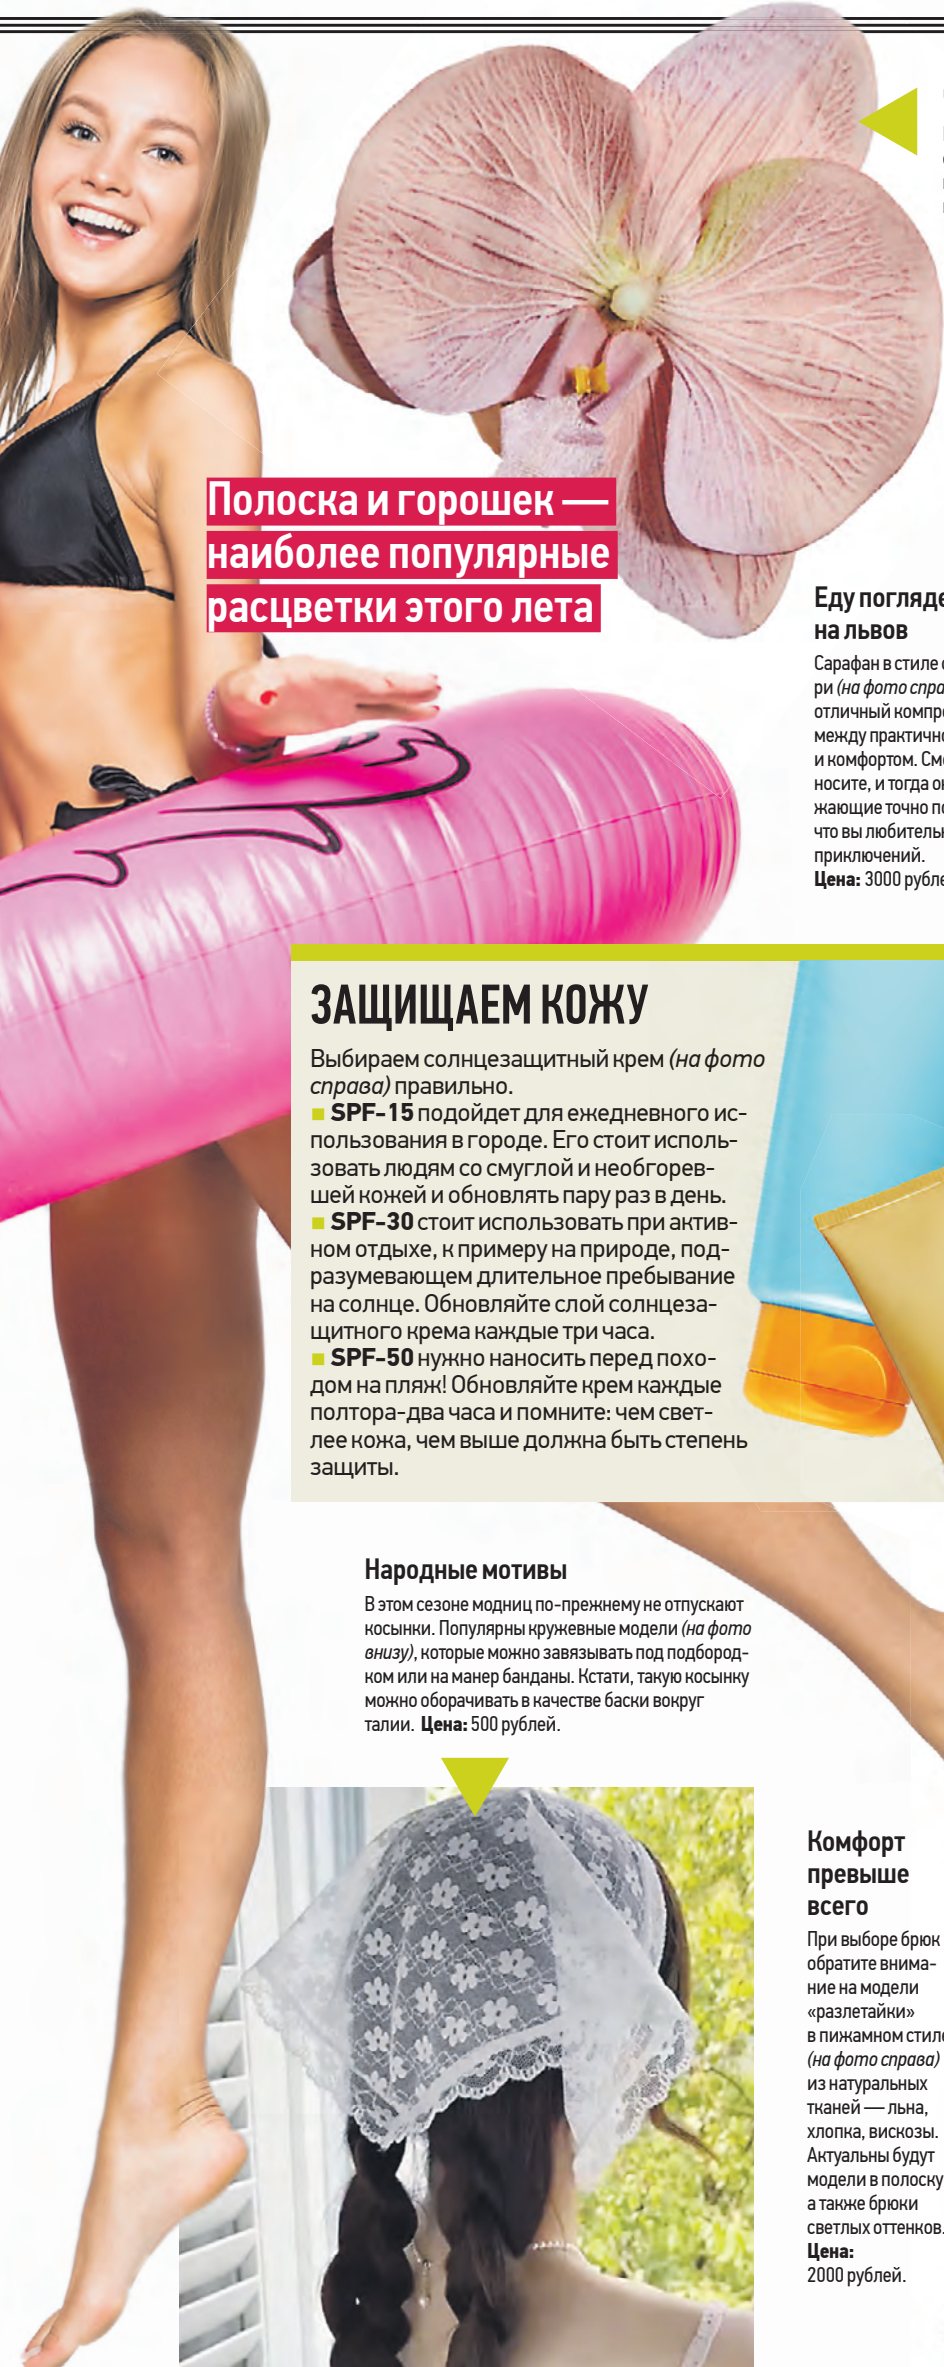 Полоска и горошек —
наиболее популярные
расцветки этого лета
Еду
на львов
Сарафан в стиле
ри (на фото
отличный
между
и комфортом.
носите, и тогда
жающие точно
что вы
приключений.
Цена: 3000
ЗАЩИЩАЕМ КОЖУ
Выбираем солнцезащитный крем (на фото
справа) правильно.
■ SPF-15 подойдет для ежедневного ис-
пользования в городе. Его стоит исполь-
зовать людям со смуглой и необгорев-
шей кожей и обновлять пару раз в день.
■ SPF-30 стоит использовать при актив-
ном отдыхе, к примеру на природе, под-
разумевающем длительное пребывание
на солнце. Обновляйте слой солнцеза-
щитного крема каждые три часа.
■ SPF-50 нужно наносить перед похо-
дом на пляж! Обновляйте крем каждые
полтора-два часа и помните: чем свет-
лее кожа, чем выше должна быть степень
защиты.
Народные мотивы
В этом сезоне модниц по-прежнему не отпускают
косынки. Популярны кружевные модели (на фото
внизу), которые можно завязывать под подбород-
ком или на манер банданы. Кстати, такую косынку
можно оборачивать в качестве баски вокруг
талии. Цена: 500 рублей.
Комфорт
превыше
всего
При выборе брюк
обратите внима-
ние на модели
«разлетайки»
в пижамном стиле
(на фото справа)
из натуральных
тканей — льна,
хлопка, вискозы.
Актуальны будут
модели в полоску
а также брюки
светлых оттенков.
Цена:
2000 рублей.